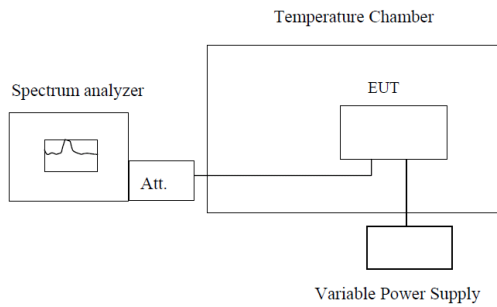 Temperature Chamber
Spectrum analyzer
EUT
Att.
Variable Power Supply